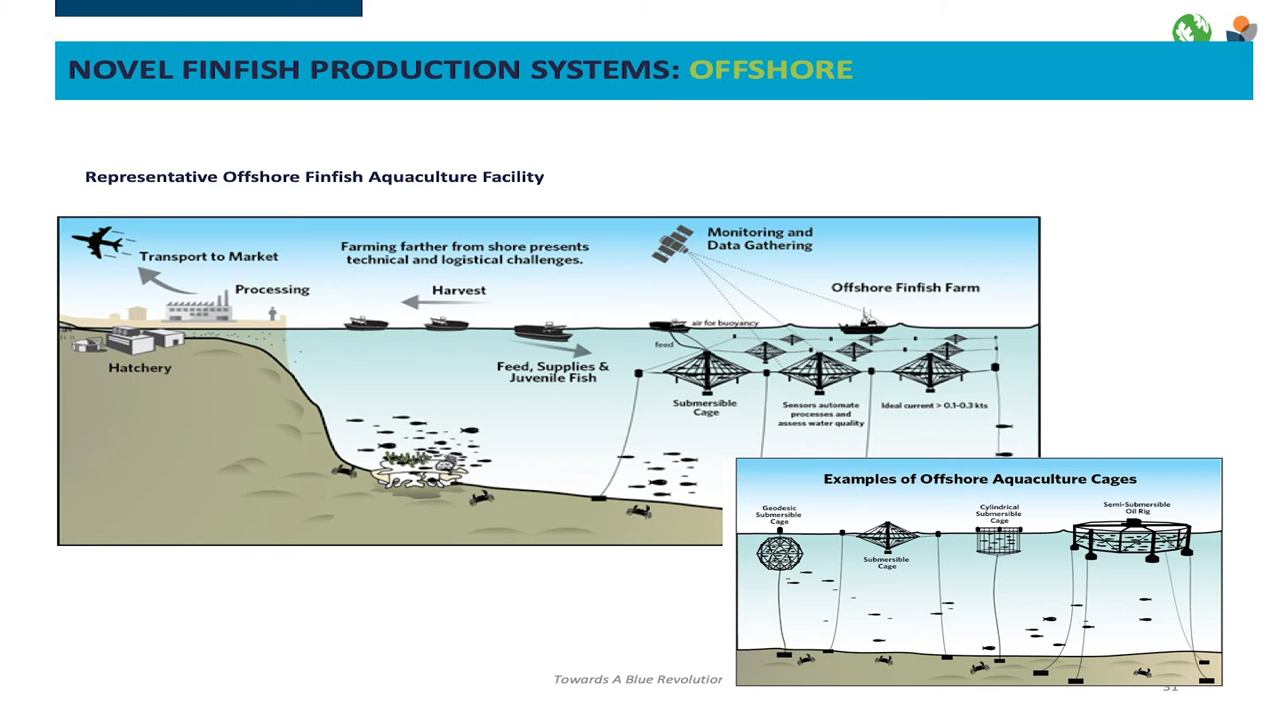 NOVEL FINFISH PRODUCTION SYSTEMS: OFFSHORE
Representative Offshore Finfish Aquaculture Facility
Transport to Market
Processing
Hatchery
Farming farther from shore presents
technical and logistical challenges.
Harvest
Feed, Supplies &
Juvenile Fish
Monitoring and
Data Gathering
Offshore Finfish Farm
air for buoyancy
feed
Submersible
Cage
Sensors automate
processes and
assess water quality
Ideal current > 0.1-0.3 kts
Examples of Offshore Aquaculture Cages
Geodesic
Submersible
Cage
Submersible
Cage
Cylindrical
Submersible
Cage
Semi-Submersible
Oil Rig
Towards A Blue Revolution
31